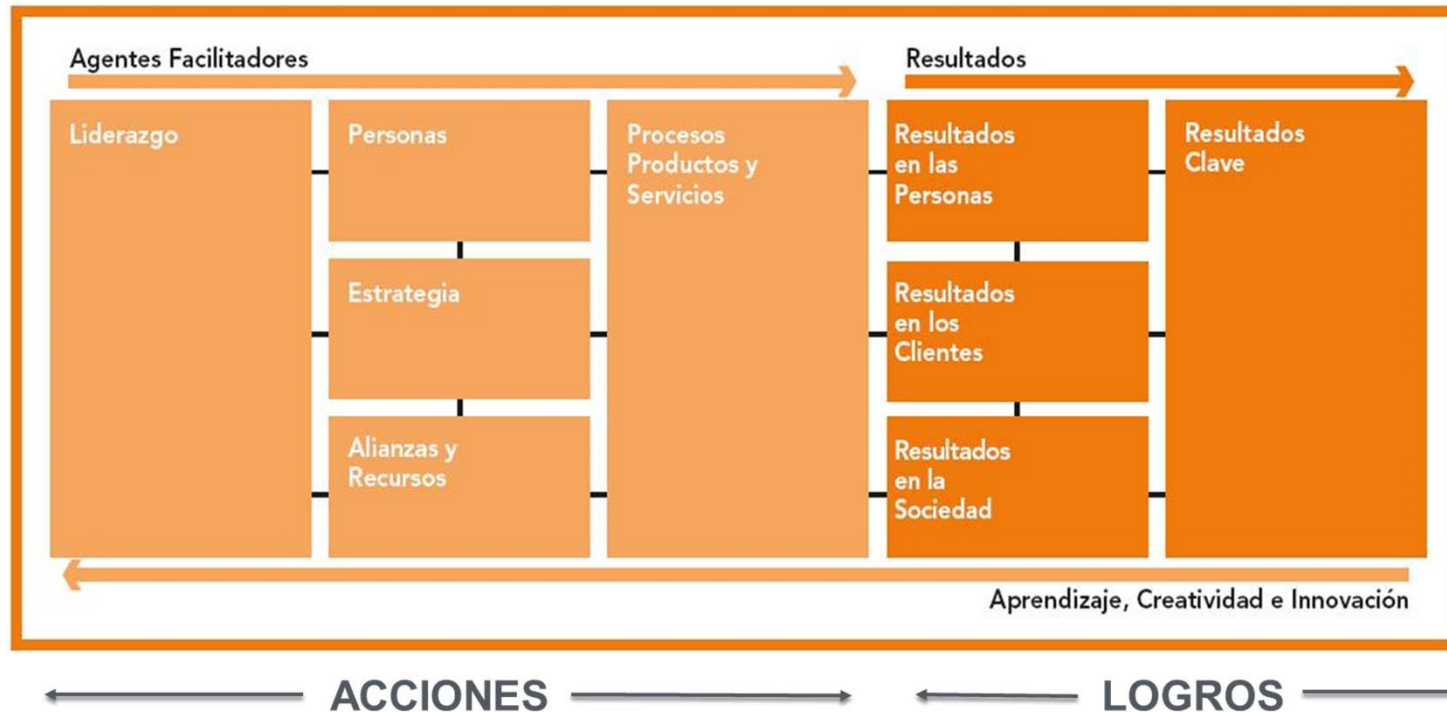 Agentes Facilitadores
Resultados
Liderazgo
Personas
Procesos
Productos y
Servicios
Resultados
en las
Personas
Resultados
Clave
Estrategia
Resultados
en los
Clientes
Alianzas y
Recursos
Resultados
en la
Sociedad
Aprendizaje, Creatividad e Innovación
ACCIONES
LOGROS